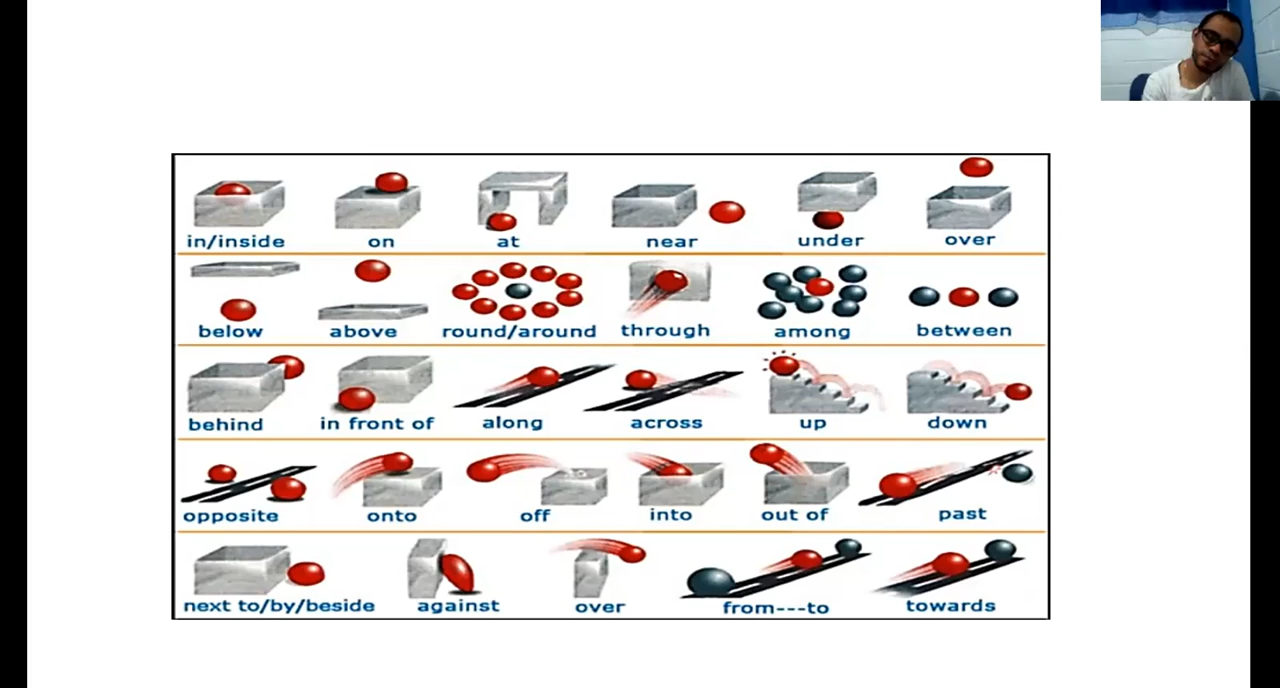 in/inside on at near under over
below above round/around through among between
behind in front of along across up down
opposite onto off into out of past
next to/by/beside against over from---to towards